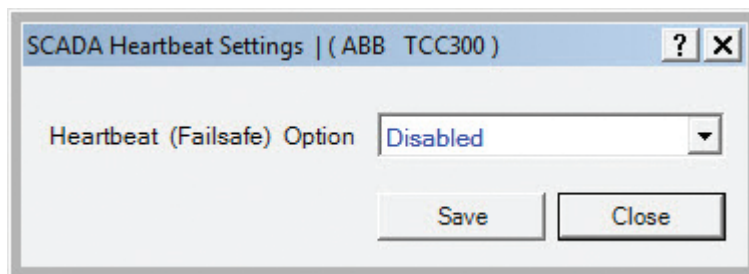 SCADA Heartbeat Settings | ( ABB TCC300 ) ?
Heartbeat (Failsafe) Option Disabled
Save Close